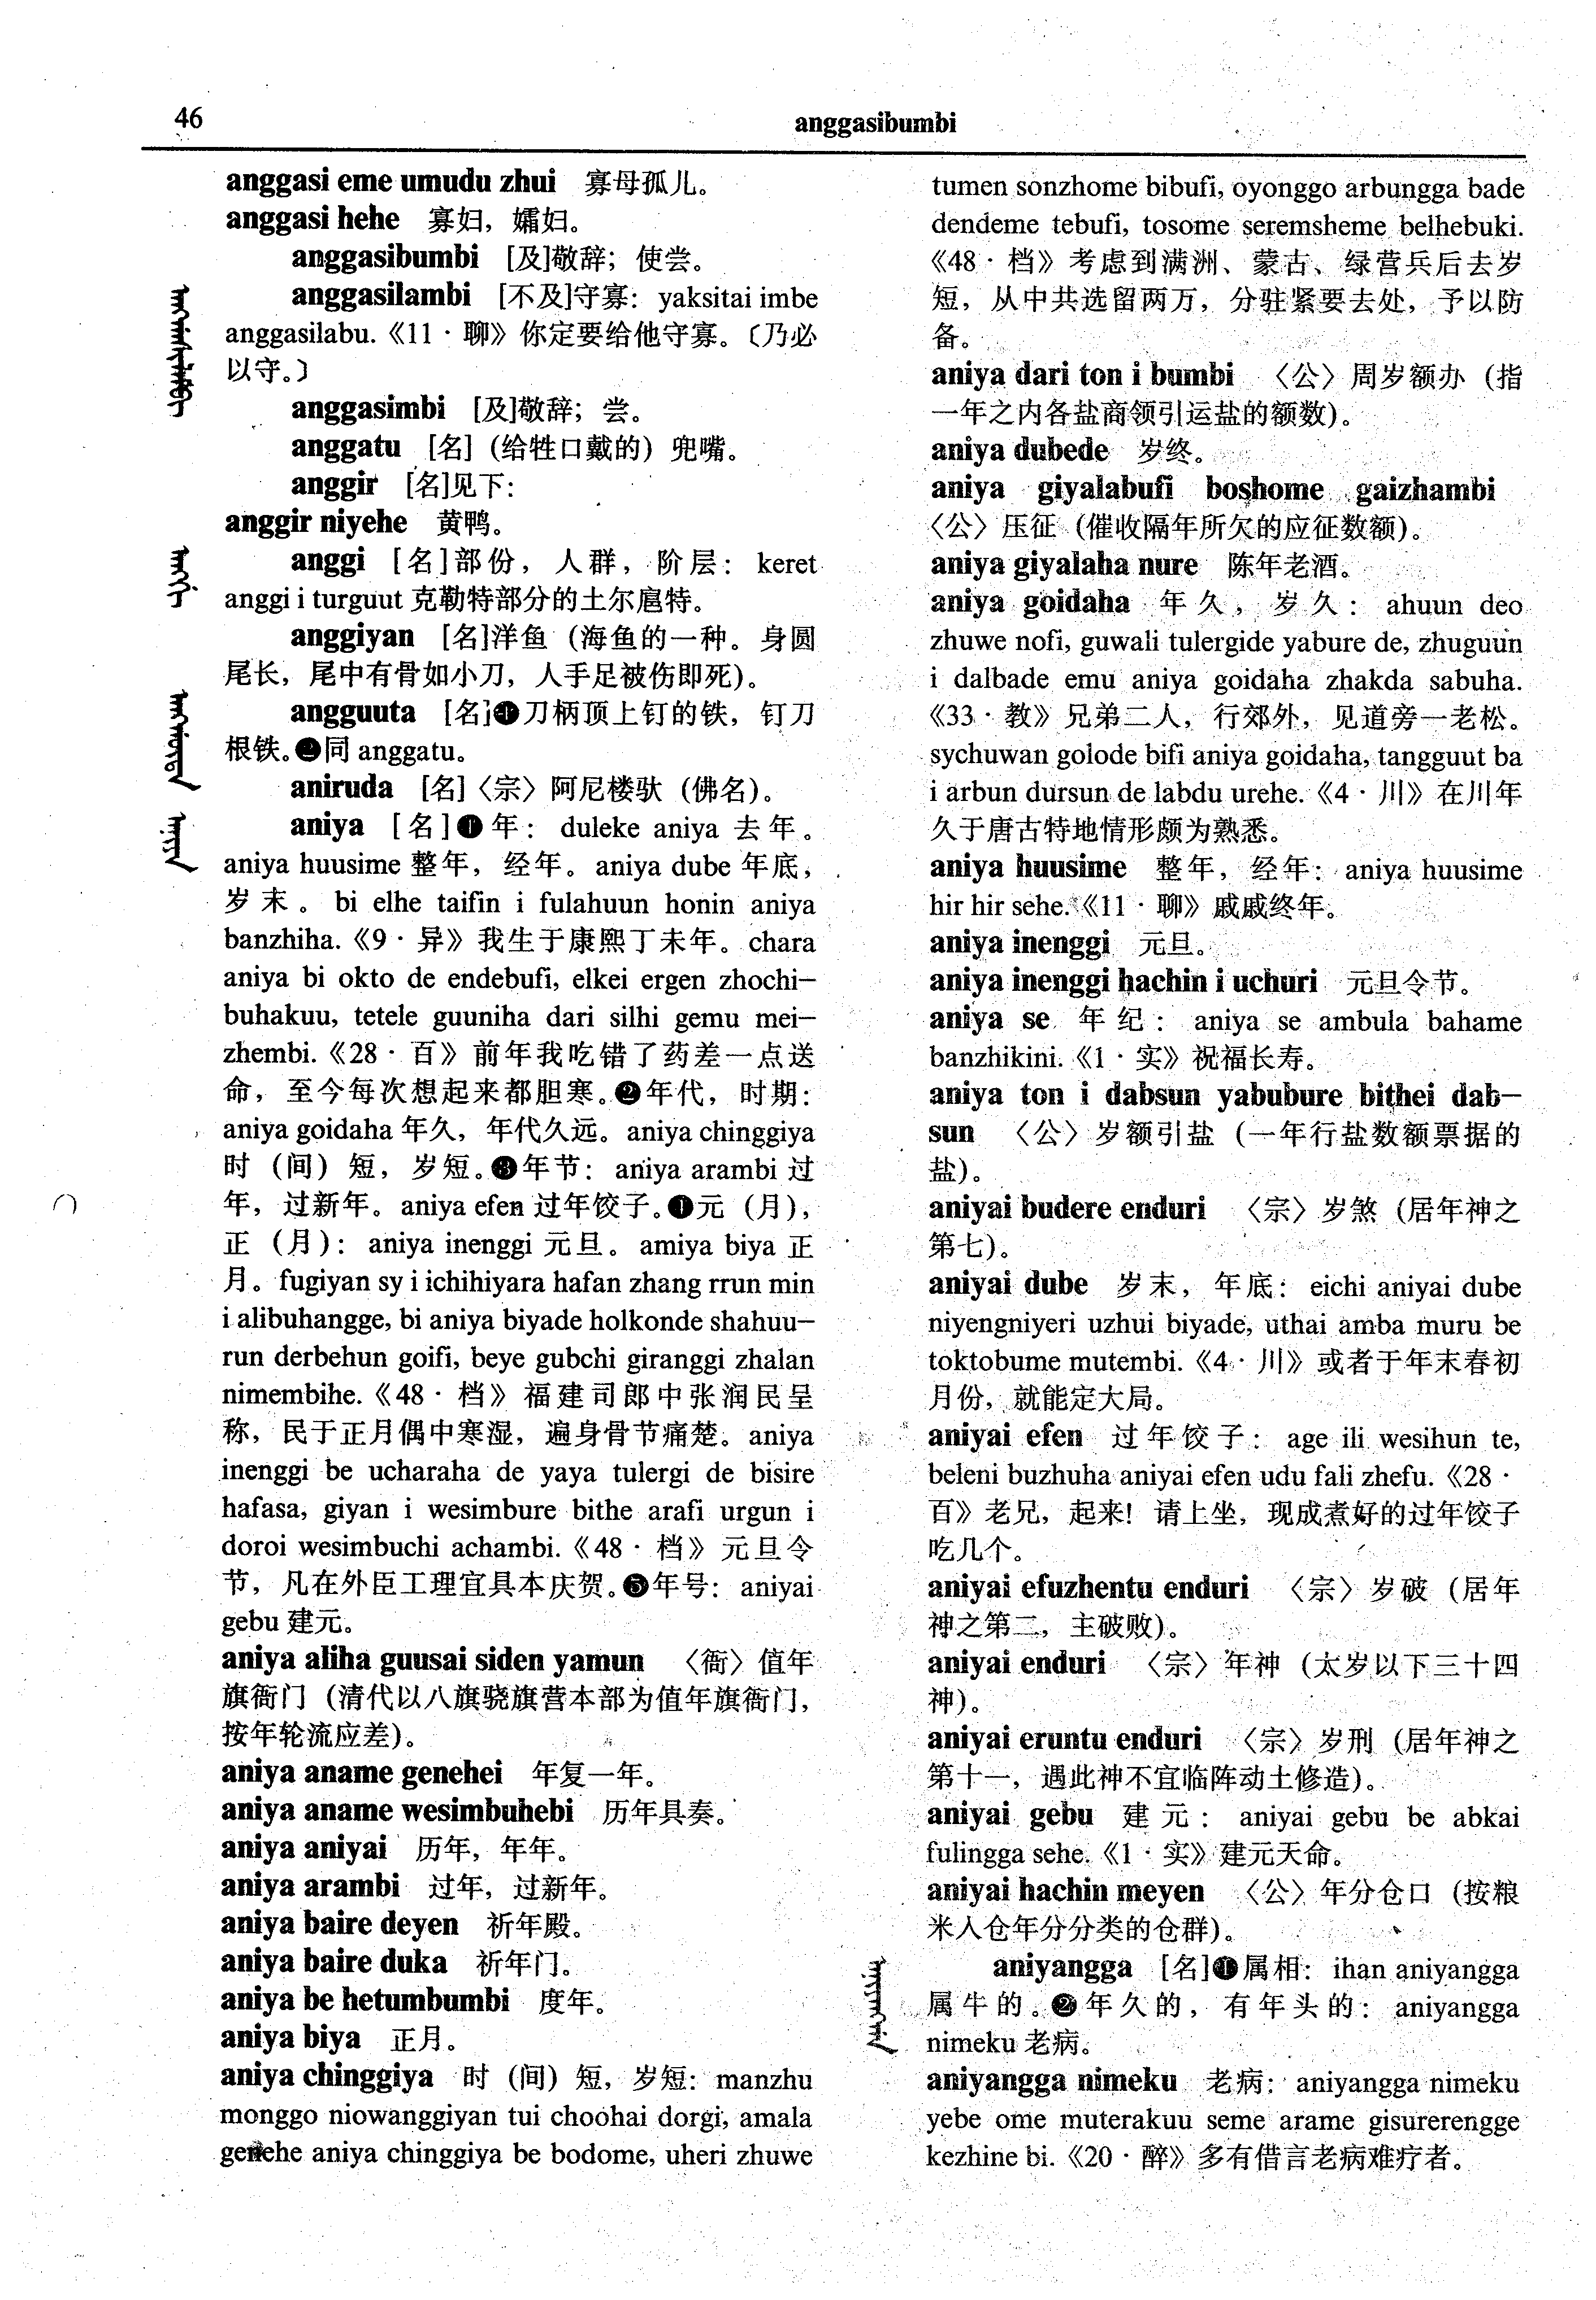 46
anggasibumbi
anggasi eme umudu zhui 寡母孤儿。
anggasi hehe 寡妇，孀妇。
anggasibumbi [及]敬辞；使尝。
anggasilambi [不及]守寡：yaksitai imbe
anggasilabu.《11·聊》你定要给他守寡。〔乃必
以守。〕
anggasimbi [及]敬辞；尝。
anggatu [名]（给牲口戴的）兜嘴。
anggir [名]见下：
anggir niyehe 黄鸭。
anggi [名]部份，人群，阶层：keret
anggi i turguut 克勒特部分的土尔扈特。
anggiyan [名]洋鱼（海鱼的一种。身圆
尾长，尾中有骨如小刀，人手足被伤即死）。
angguuta [名]❶刀柄顶上钉的铁，钉刀
根铁。❷同 anggatu。
aniruda [名]〈宗〉阿尼楼驮（佛名）。
aniya [名]❶年：duleke aniya 去年。
aniya huusime 整年，经年。aniya dube 年底，
岁末。bi elhe taifin i fulahuun honin aniya
banzhiha.《9·异》我生于康熙丁未年。chara
aniya bi okto de endebufi, elkei ergen zhochi-
buhakuu, tetele guuniha dari silhi gemu mei-
zhembi.《28·百》前年我吃错了药差一点送
命，至今每次想起来都胆寒。❷年代，时期：
aniya goidaha 年久，年代久远。aniya chinggiya
时（间）短，岁短。❸年节：aniya arambi 过
年，过新年。aniya efen 过年饺子。❶元（月），
正（月）：aniya inenggi 元旦。amiya biya 正
月。fugiyan sy i ichihiyara hafan zhang rrun min
i alibuhangge, bi aniya biyade holkonde shahuu-
run derbehun goifi, beye gubchi giranggi zhalan
nimembihe.《48·档》福建司郎中张润民呈
称，民于正月偶中寒湿，遍身骨节痛楚。aniya
inenggi be ucharaha de yaya tulergi de bisire
hafasa, giyan i wesimbure bithe arafi urgun i
doroi wesimbuchi achambi.《48·档》元旦令
节，凡在外臣工理宜具本庆贺。❺年号：aniyai
gebu 建元。
aniya aliha guusai siden yamun 〈衙〉值年
旗衙门（清代以八旗骁旗营本部为值年旗衙门，
按年轮流应差）。
aniya aname genehei 年复一年。
aniya aname wesimbuhebi 历年具奏。
aniya aniyai 历年，年年。
aniya arambi 过年，过新年。
aniya baire deyen 祈年殿。
aniya baire duka 祈年门。
aniya be hetumbumbi 度年。
aniya biya 正月。
aniya chinggiya 时（间）短，岁短：manzhu
monggo niowanggiyan tui choohai dorgi, amala
genehe aniya chinggiya be bodome, uheri zhuwe
tumen sonzhome bibufi, oyonggo arbungga bade
dendeme tebufi, tosome seremsheme belhebuki.
《48·档》考虑到满洲、蒙古、绿营兵后去岁
短，从中共选留两万，分驻紧要去处，予以防
备。
aniya dari ton i bumbi 〈公〉周岁额办（指
一年之内各盐商领引运盐的额数）。
aniya dubede 岁终。
aniya giyalabufi boshome gaizhambi
〈公〉压征（催收隔年所欠的应征数额）。
aniya giyalaha nure 陈年老酒。
aniya goidaha 年久，岁久：ahuun deo
zhuwe nofi, guwali tulergide yabure de, zhuguun
i dalbade emu aniya goidaha zhakda sabuha.
《33·教》兄弟二人，行郊外，见道旁一老松。
sychuwan golode bifi aniya goidaha, tangguut ba
i arbun dursun de labdu urehe.《4·川》在川年
久于唐古特地情形颇为熟悉。
aniya huusime 整年，经年：aniya huusime
hir hir sehe.《11·聊》戚戚终年。
aniya inenggi 元旦。
aniya inenggi hachin i uchuri 元旦令节。
aniya se 年纪：aniya se ambula bahame
banzhikini.《1·实》祝福长寿。
aniya ton i dabsun yabubure bithei dab-
sun 〈公〉岁额引盐（一年行盐数额票据的
盐）。
aniyai budere enduri 〈宗〉岁煞（居年神之
第七）。
aniyai dube 岁末，年底：eichi aniyai dube
niyengniyeri uzhui biyade, uthai amba muru be
toktobume mutembi.《4·川》或者于年末春初
月份，就能定大局。
aniyai efen 过年饺子：age ili wesihun te,
beleni buzhuha aniyai efen udu fali zhefu.《28·
百》老兄，起来！请上坐，现成煮好的过年饺子
吃几个。
aniyai efuzhentu enduri 〈宗〉岁破（居年
神之第二，主破败）。
aniyai enduri 〈宗〉年神（太岁以下三十四
神）。
aniyai eruntu enduri 〈宗〉岁刑（居年神之
第十一，遇此神不宜临阵动土修造）。
aniyai gebu 建元：aniyai gebu be abkai
fulingga sehe.《1·实》建元天命。
aniyai hachin meyen 〈公〉年分仓口（按粮
米入仓年分分类的仓群）。
aniyangga [名]❶属相：ihan aniyangga
属牛的。❷年久的，有年头的：aniyangga
nimeku 老病。
aniyangga nimeku 老病：aniyangga nimeku
yebe ome muterakuu seme arame gisurerengge
kezhine bi.《20·醉》多有借言老病难疗者。